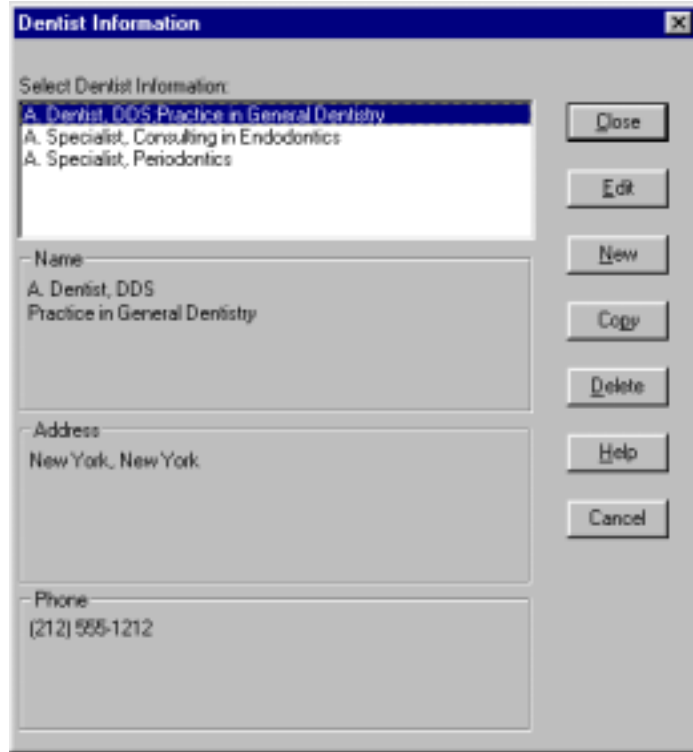 Dentist Information
Select Dentist Information:
A. Dentist, DDS,Practice in General Dentistry
A. Specialist, Consulting in Endodontics
A. Specialist, Periodontics
Close
Edit
New
Copy
Delete
Help
Cancel
Name
A. Dentist, DDS
Practice in General Dentistry
Address
New York, New York
Phone
(212) 555-1212